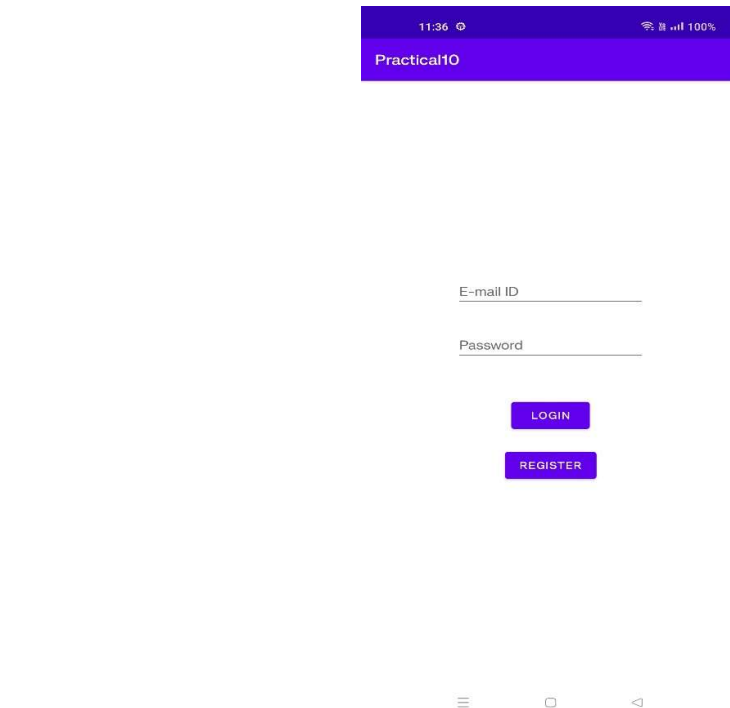 11:36 100%
Practical10
E-mail ID
Password
LOGIN
REGISTER